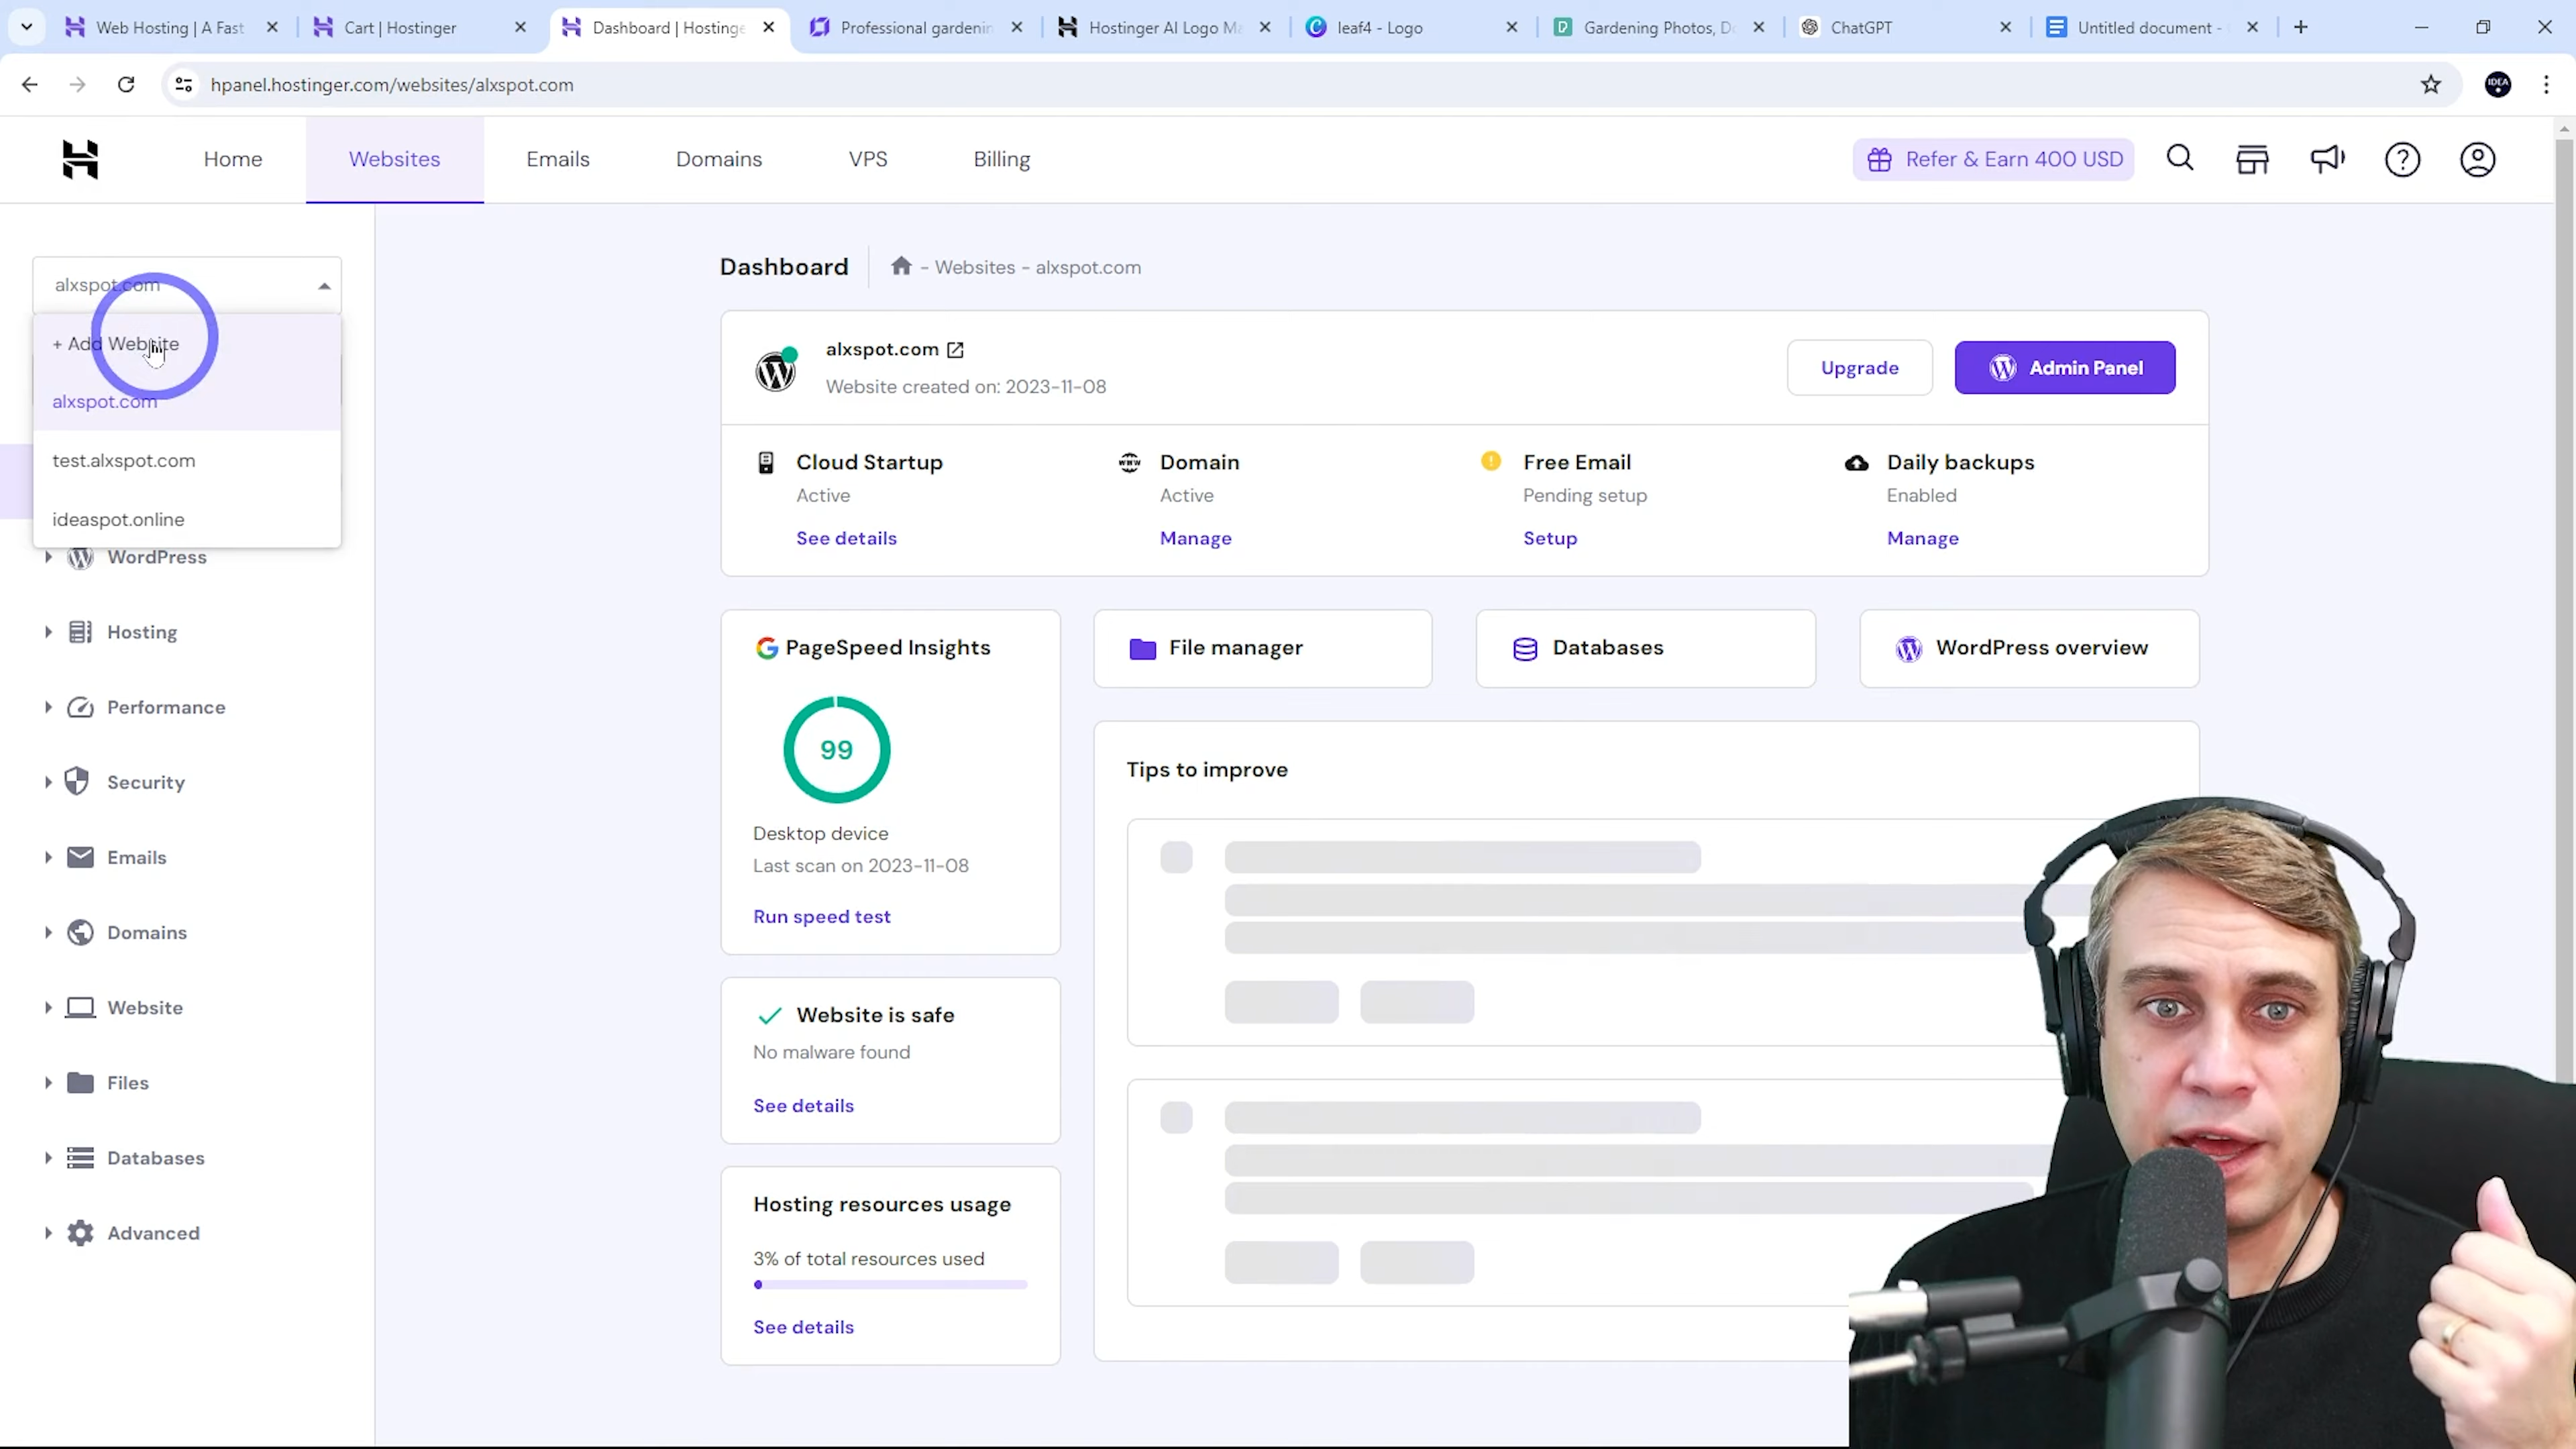 Web Hosting | A Fast
Cart | Hostinger
Dashboard | Hostinge
Professional gardenin
Hostinger AI Logo Ma
leaf4 - Logo
Gardening Photos, D
ChatGPT
Untitled document -
hpanel.hostinger.com/websites/alxspot.com
IDEA
Home
Websites
Emails
Domains
VPS
Billing
Refer & Earn 400 USD
alxspot.com
+ Add Website
alxspot.com
test.alxspot.com
ideaspot.online
WordPress
Hosting
Performance
Security
Emails
Domains
Website
Files
Databases
Advanced
Dashboard
- Websites - alxspot.com
alxspot.com
Website created on: 2023-11-08
Upgrade
Admin Panel
Cloud Startup
Active
See details
www
Domain
Active
Manage
Free Email
Pending setup
Setup
Daily backups
Enabled
Manage
PageSpeed Insights
99
Desktop device
Last scan on 2023-11-08
Run speed test
File manager
Databases
WordPress overview
Tips to improve
Website is safe
No malware found
See details
Hosting resources usage
3% of total resources used
See details